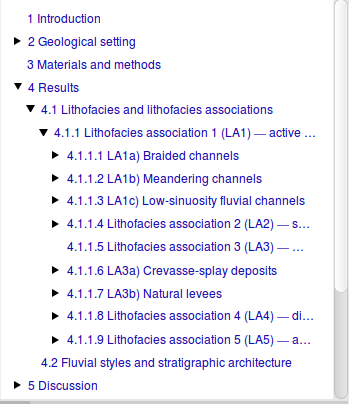 1 Introduction
2 Geological setting
3 Materials and methods
4 Results
4.1 Lithofacies and lithofacies associations
4.1.1 Lithofacies association 1 (LA1) — active ...
4.1.1.1 LA1a) Braided channels
4.1.1.2 LA1b) Meandering channels
4.1.1.3 LA1c) Low-sinuosity fluvial channels
4.1.1.4 Lithofacies association 2 (LA2) — s...
4.1.1.5 Lithofacies association 3 (LA3) — ...
4.1.1.6 LA3a) Crevasse-splay deposits
4.1.1.7 LA3b) Natural levees
4.1.1.8 Lithofacies association 4 (LA4) — di...
4.1.1.9 Lithofacies association 5 (LA5) — a...
4.2 Fluvial styles and stratigraphic architecture
5 Discussion